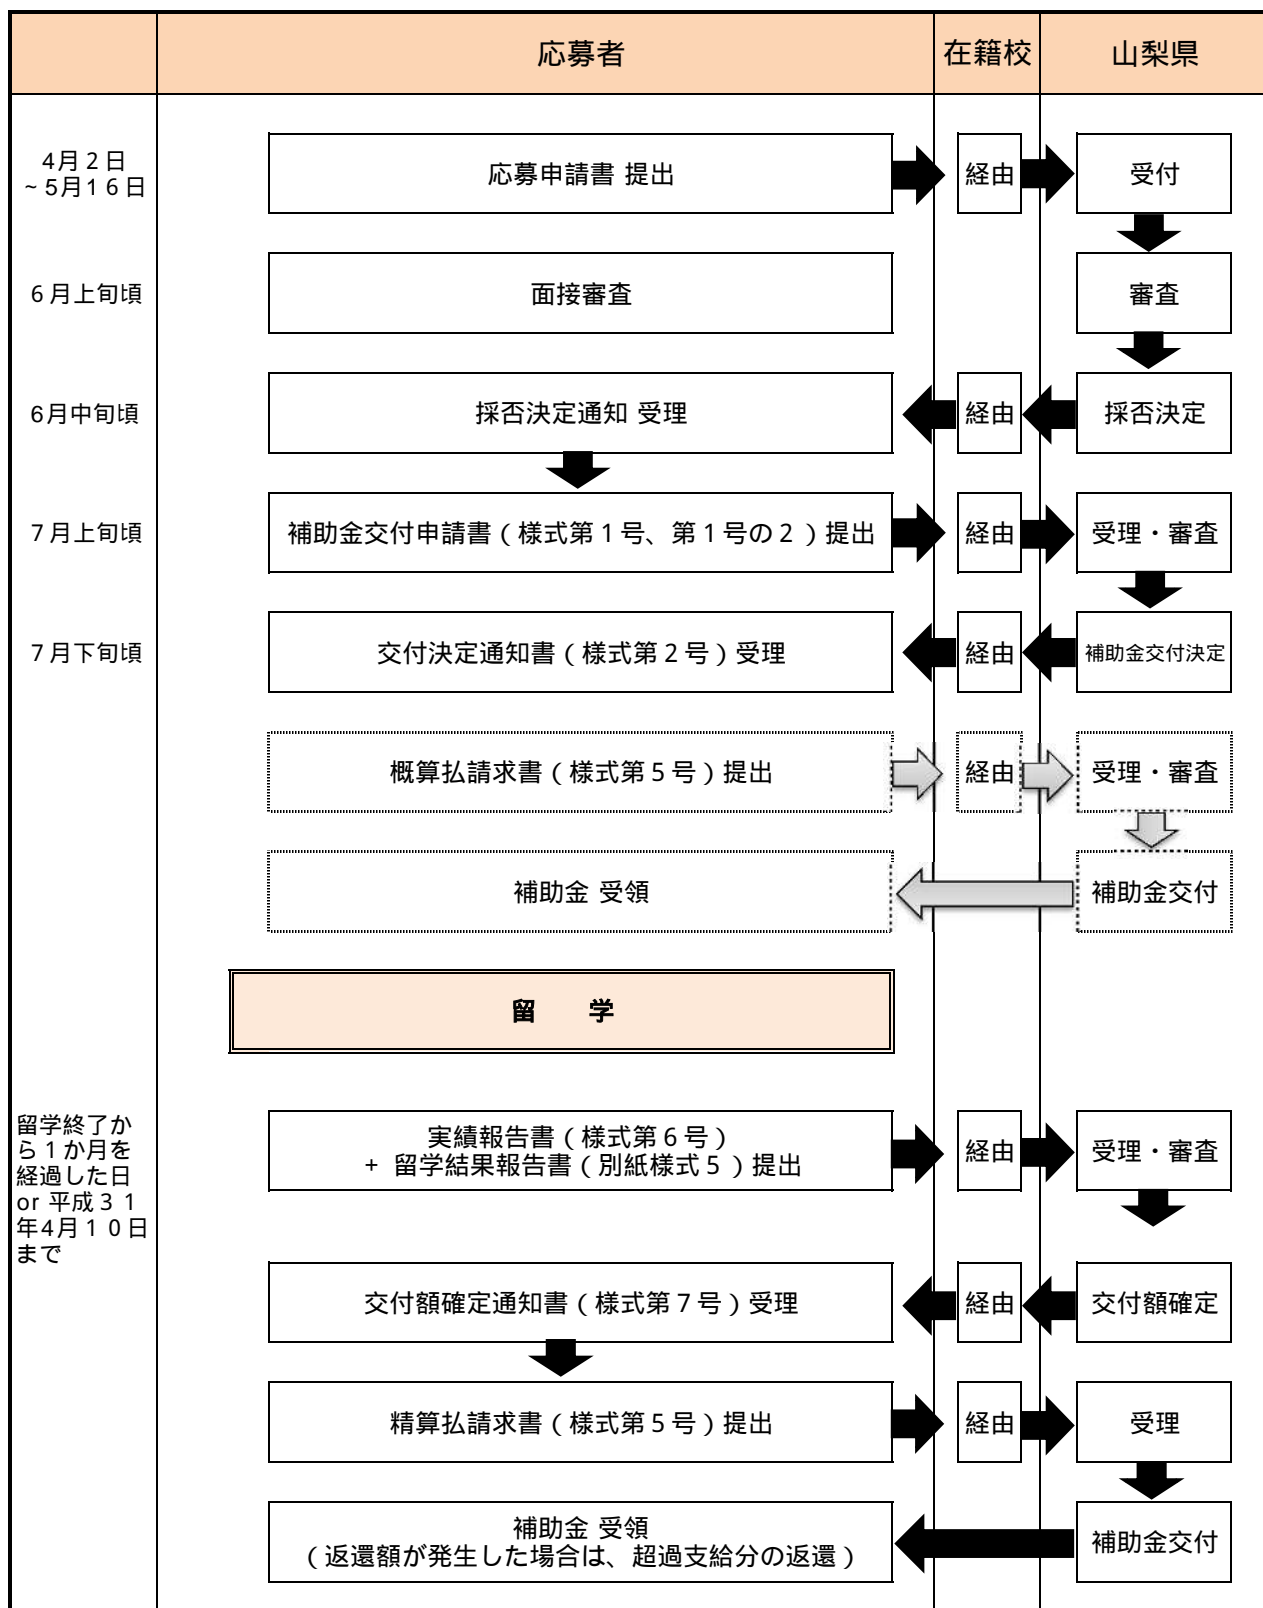 応募者
在籍校
山梨県
4月２日
～5月1６日
応募申請書 提出
経由
受付
６月上旬頃
面接審査
審査
6月中旬頃
採否決定通知 受理
経由
採否決定
７月上旬頃
補助金交付申請書（様式第１号、第１号の２）提出
経由
受理・審査
７月下旬頃
交付決定通知書（様式第２号）受理
経由
補助金交付決定
概算払請求書（様式第５号）提出
経由
受理・審査
補助金 受領
補助金交付
留　学
留学終了か
ら１か月を
経過した日
or 平成３１
年4月１０日
まで
実績報告書（様式第６号）
+ 留学結果報告書（別紙様式５）提出
経由
受理・審査
交付額確定通知書（様式第７号）受理
経由
交付額確定
精算払請求書（様式第５号）提出
経由
受理
補助金 受領
（返還額が発生した場合は、超過支給分の返還）
補助金交付